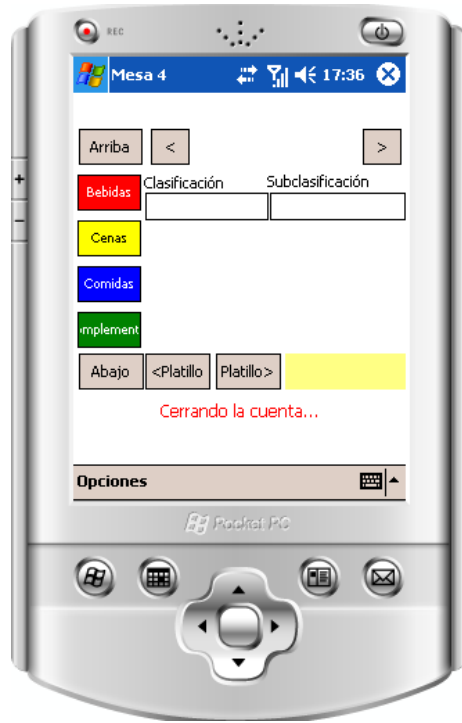 REC
Mesa 4 17:36
Arriba < >
Bebidas Clasificación Subclasificación
Cenas
Comidas
mplement
Abajo <Platillo Platillo>
Cerrando la cuenta...
Opciones
Pocket PC